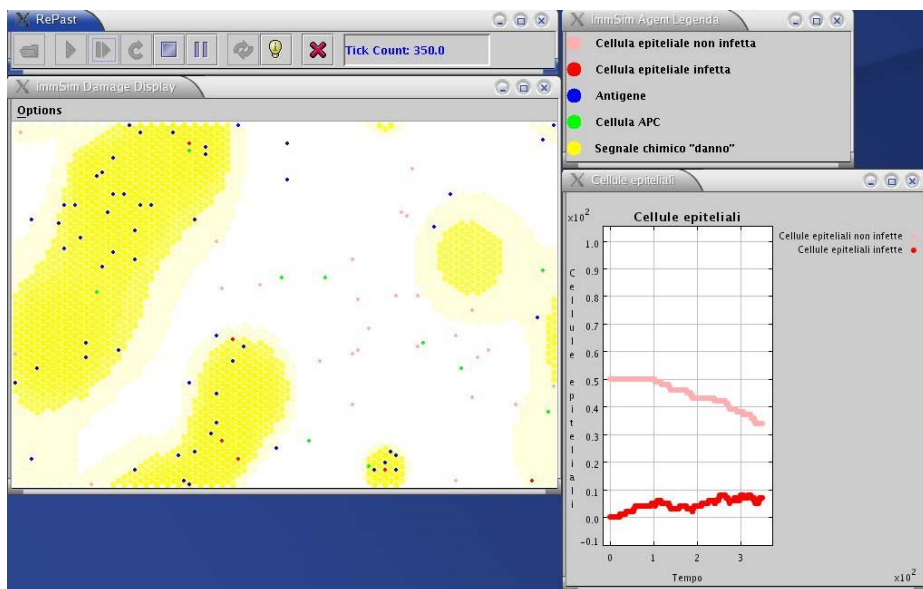 RePast
Tick Count: 350.0
ImmSim Damage Display
Options
ImmSim Agent Legenda
Cellula epiteliale non infetta
Cellula epiteliale infetta
Antigene
Cellula APC
Segnale chimico "danno"
Cellule epiteliali
x10²
Cellule epiteliali
Cellule epiteliali non infette
Cellule epiteliali infette
Cellule epiteliali
1.0
0.9
0.8
0.7
0.6
0.5
0.4
0.3
0.2
0.1
0.0
-0.1
0 1 2 3
Tempo
x10²